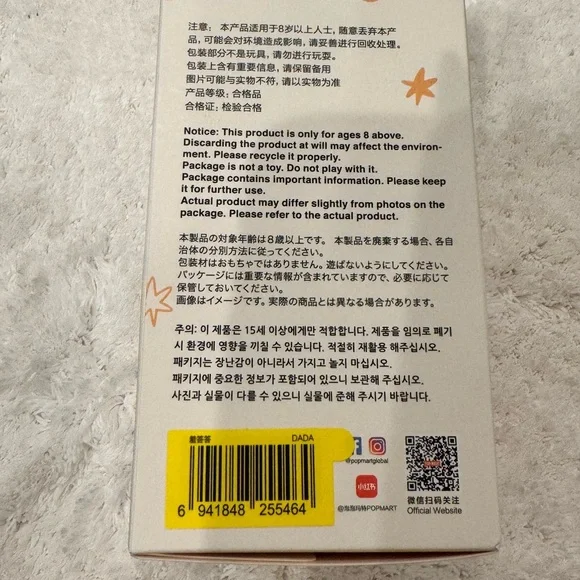 注意： 本产品适用于8岁以上人士，随意丢弃本产
品，可能会对环境造成影响，请妥善进行回收处理。
包装部分不是玩具，请勿进行玩耍。
包装上含有重要信息，请保留备用
图片可能与实物不符，请以实物为准
产品等级：合格品
合格证：检验合格
Notice: This product is only for ages 8 above.
Discarding the product at will may affect the environ-
ment. Please recycle it properly.
Package is not a toy. Do not play with it.
Package contains important information. Please keep
it for further use.
Actual product may differ slightly from photos on the
package. Please refer to the actual product.
本製品の対象年齢は８歳以上です。 本製品を廃棄する場合、各自
治体の分別方法に従ってください。
包装材はおもちゃではありません。遊ばないようにしてください。
パッケージには重要な情報が含まれていますので、必要に応じて
保管しておいてください。
画像はイメージです。実際の商品とは異なる場合があります。
주의: 이 제품은 15세 이상에게만 적합합니다. 제품을 임의로 폐기
시 환경에 영향을 끼칠 수 있습니다. 적절히 재활용 해주십시오.
패키지는 장난감이 아니라서 가지고 놀지 마십시오.
패키지에 중요한 정보가 포함되어 있으니 보관해 주십시오.
사진과 실물이 다를 수 있으니 실물에 준해 주시기 바랍니다.
DADA
6 941848 255464
@popmartglobal
小红书
@泡泡玛特POPMART
微信扫码关注
Official Website